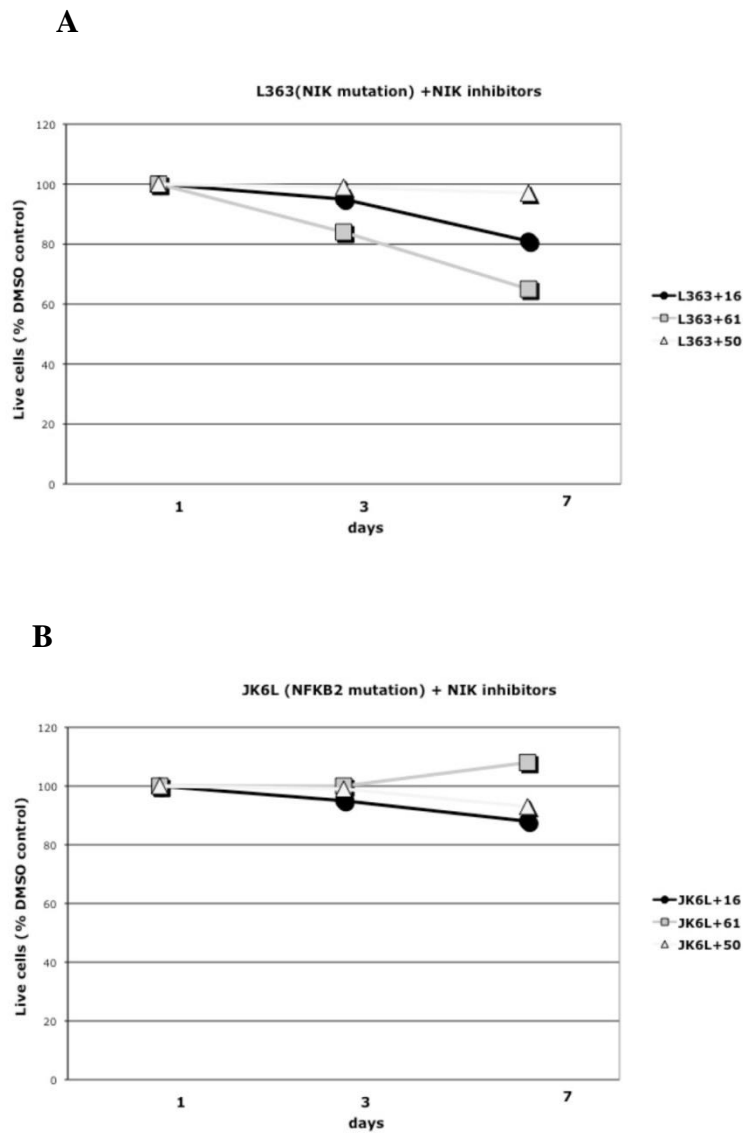 A
L363(NIK mutation) +NIK inhibitors
120
100
80
60
40
20
0
Live cells (% DMSO control)
1 3 7
days
L363+16
L363+61
L363+50
B
JK6L (NFKB2 mutation) + NIK inhibitors
120
100
80
60
40
20
0
Live cells (% DMSO control)
1 3 7
days
JK6L+16
JK6L+61
JK6L+50